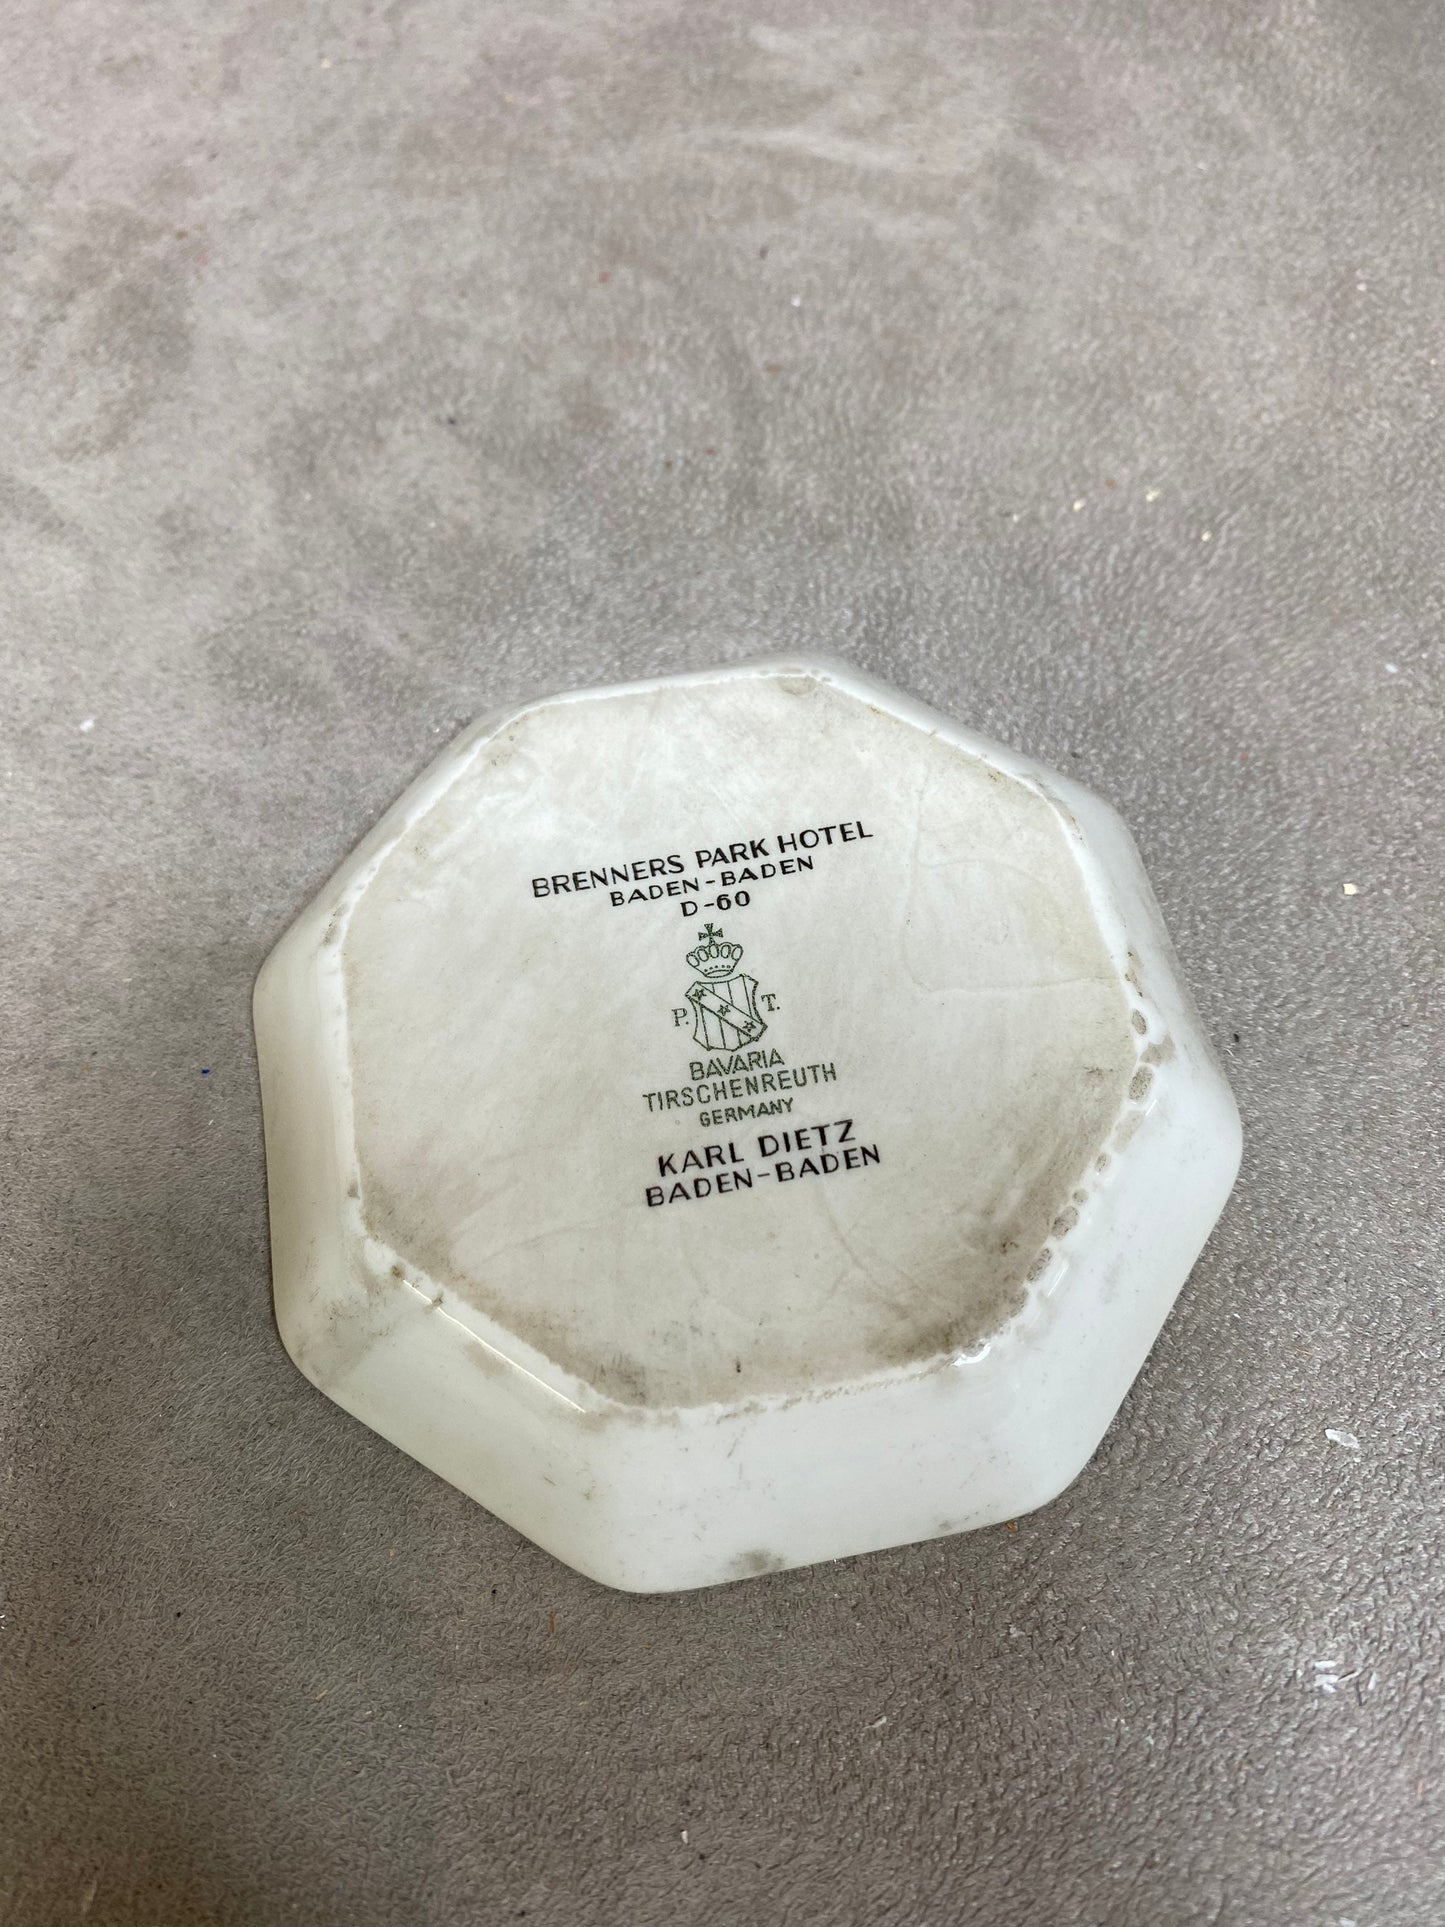 BRENNERS PARK HOTEL
BADEN-BADEN
D-60
P. T.
BAVARIA
TIRSCHENREUTH
GERMANY
KARL DIETZ
BADEN-BADEN